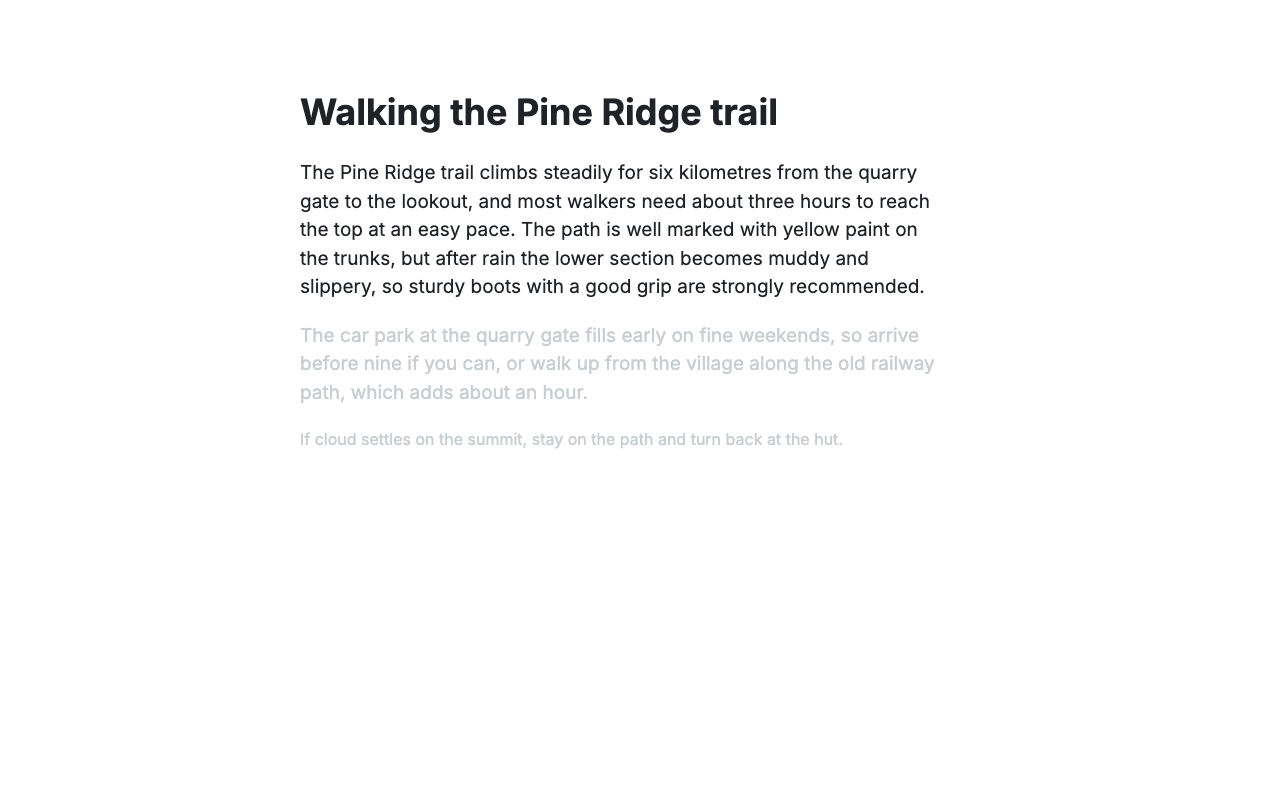 Walking the Pine Ridge trail
The Pine Ridge trail climbs steadily for six kilometres from the quarry
gate to the lookout, and most walkers need about three hours to reach
the top at an easy pace. The path is well marked with yellow paint on
the trunks, but after rain the lower section becomes muddy and
slippery, so sturdy boots with a good grip are strongly recommended.
The car park at the quarry gate fills early on fine weekends, so arrive
before nine if you can, or walk up from the village along the old railway
path, which adds about an hour.
If cloud settles on the summit, stay on the path and turn back at the hut.